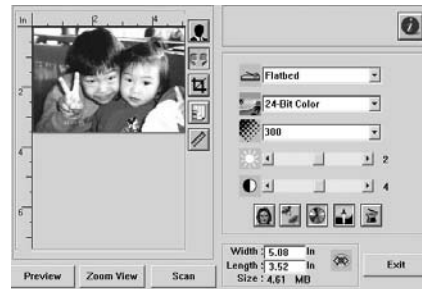 In
2
4
2
4
6
Flatbed
24-Bit Color
300
2
4
Width : 5.08 In
Length : 3.52 In
Size : 4.61 MB
Preview
Zoom View
Scan
Exit